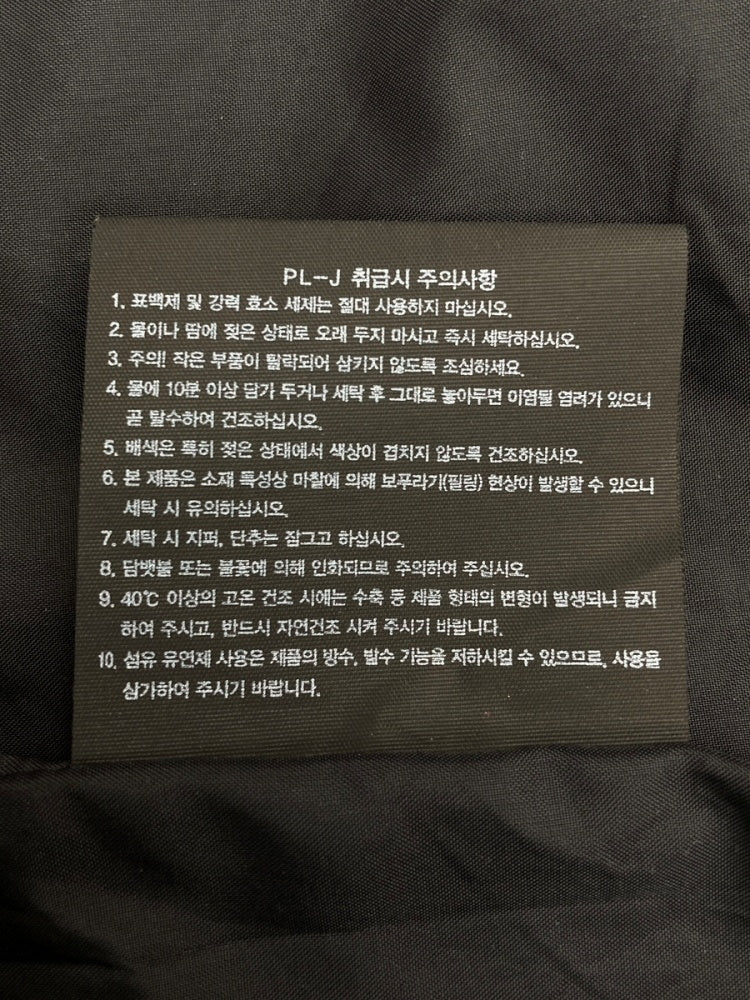 PL-J 취급시 주의사항
1. 표백제 및 강력 효소 세제는 절대 사용하지 마십시오.
2. 물이나 땀에 젖은 상태로 오래 두지 마시고 즉시 세탁하십시오.
3. 주의! 작은 부품이 탈락되어 삼키지 않도록 조심하세요.
4. 물에 10분 이상 담가 두거나 세탁 후 그대로 놓아두면 이염될 염려가 있으니
곧 탈수하여 건조하십시오.
5. 배색은 특히 젖은 상태에서 색상이 겹치지 않도록 건조하십시오.
6. 본 제품은 소재 특성상 마찰에 의해 보푸라기(필링) 현상이 발생할 수 있으니
세탁 시 유의하십시오.
7. 세탁 시 지퍼, 단추는 잠그고 하십시오.
8. 담뱃불 또는 불꽃에 의해 인화되므로 주의하여 주십시오.
9. 40℃ 이상의 고온 건조 시에는 수축 등 제품 형태의 변형이 발생되니 금지
하여 주시고, 반드시 자연건조 시켜 주시기 바랍니다.
10. 섬유 유연제 사용은 제품의 방수, 발수 기능을 저하시킬 수 있으므로, 사용을
삼가하여 주시기 바랍니다.